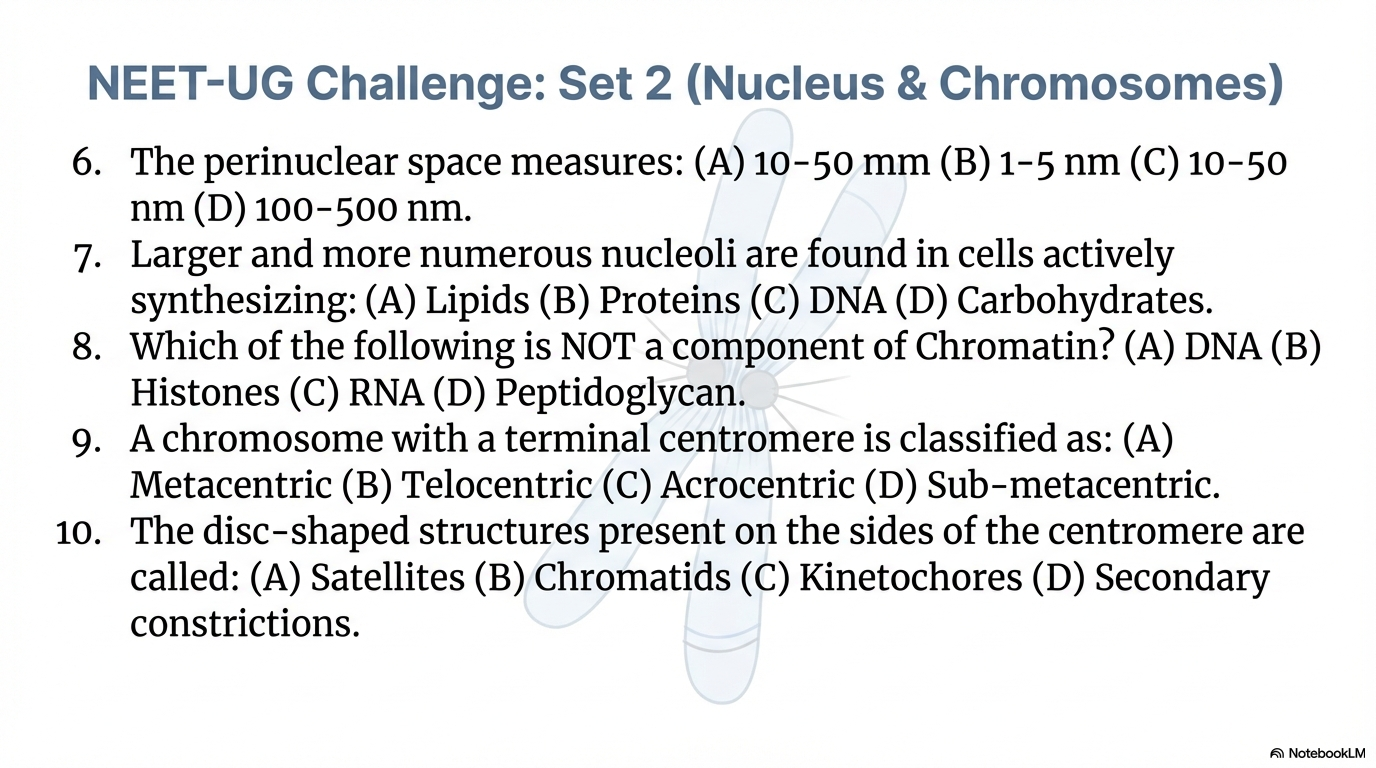 NEET-UG Challenge: Set 2 (Nucleus & Chromosomes)
6. The perinuclear space measures: (A) 10-50 mm (B) 1-5 nm (C) 10-50
nm (D) 100-500 nm.
7. Larger and more numerous nucleoli are found in cells actively
synthesizing: (A) Lipids (B) Proteins (C) DNA (D) Carbohydrates.
8. Which of the following is NOT a component of Chromatin? (A) DNA (B)
Histones (C) RNA (D) Peptidoglycan.
9. A chromosome with a terminal centromere is classified as: (A)
Metacentric (B) Telocentric (C) Acrocentric (D) Sub-metacentric.
10. The disc-shaped structures present on the sides of the centromere are
called: (A) Satellites (B) Chromatids (C) Kinetochores (D) Secondary
constrictions.
NotebookLM